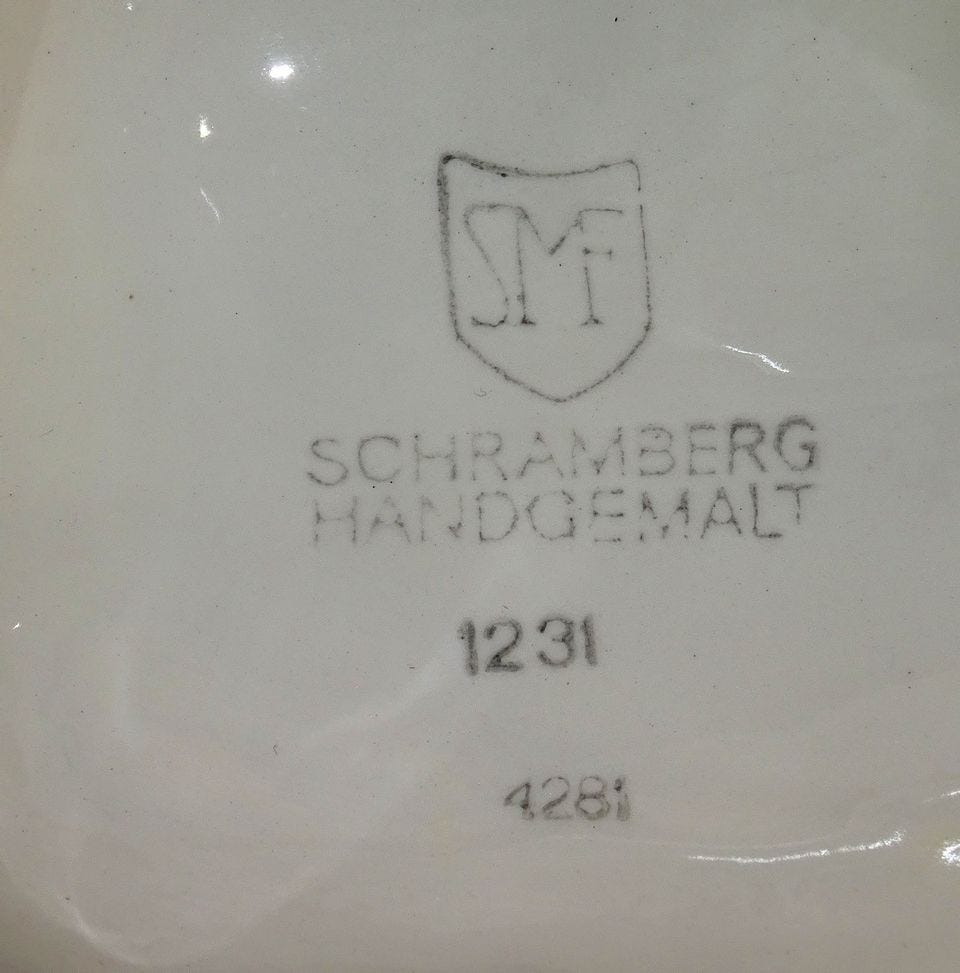 SMF
SCHRAMBERG
HANDGEMALT
1231
4281